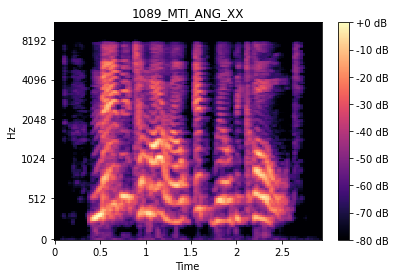 1089_MTI_ANG_XX
+0 dB
8192
-10 dB
4096
-20 dB
-30 dB
2048
Hz
-40 dB
1024
-50 dB
512
-60 dB
-70 dB
0
-80 dB
0 0.5 1 1.5 2 2.5
Time